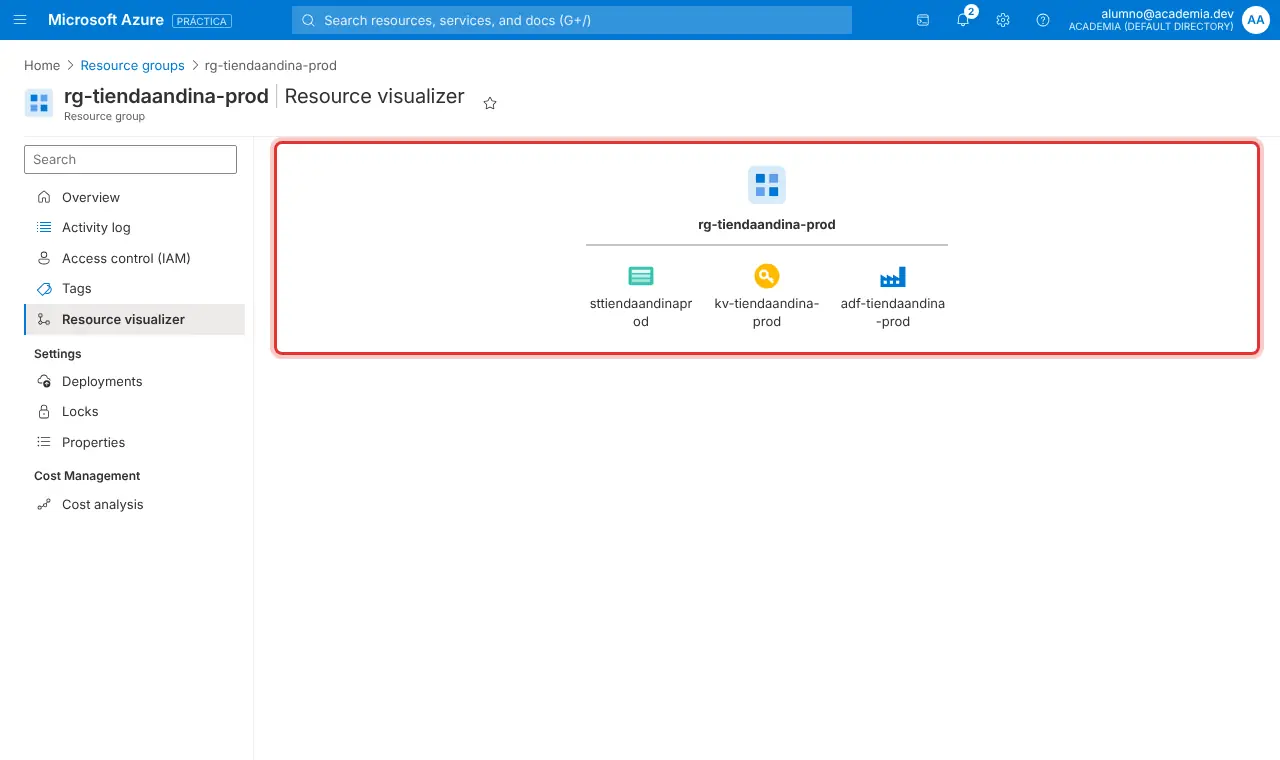 Microsoft Azure PRÁCTICA
Search resources, services, and docs (G+/)
2
alumno@academia.dev
ACADEMIA (DEFAULT DIRECTORY)
AA
Home > Resource groups > rg-tiendaandina-prod
rg-tiendaandina-prod | Resource visualizer
Resource group
Search
Overview
Activity log
Access control (IAM)
Tags
Resource visualizer
Settings
Deployments
Locks
Properties
Cost Management
Cost analysis
rg-tiendaandina-prod
sttiendaandinapr
od
kv-tiendaandina-
prod
adf-tiendaandina
-prod